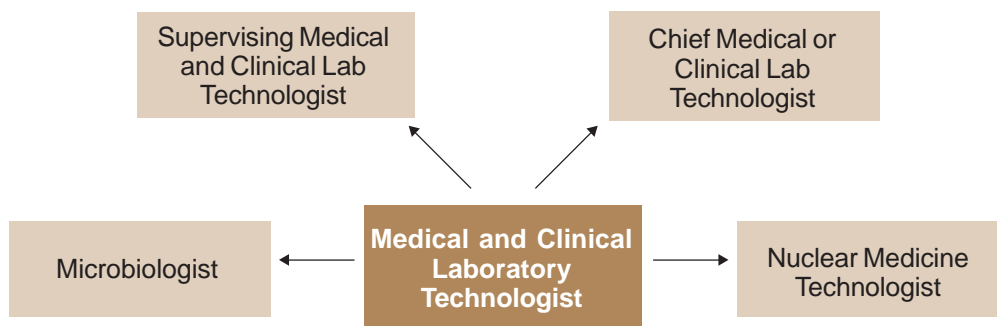 Supervising Medical
and Clinical Lab
Technologist
Chief Medical or
Clinical Lab
Technologist
Microbiologist
Medical and Clinical
Laboratory
Technologist
Nuclear Medicine
Technologist